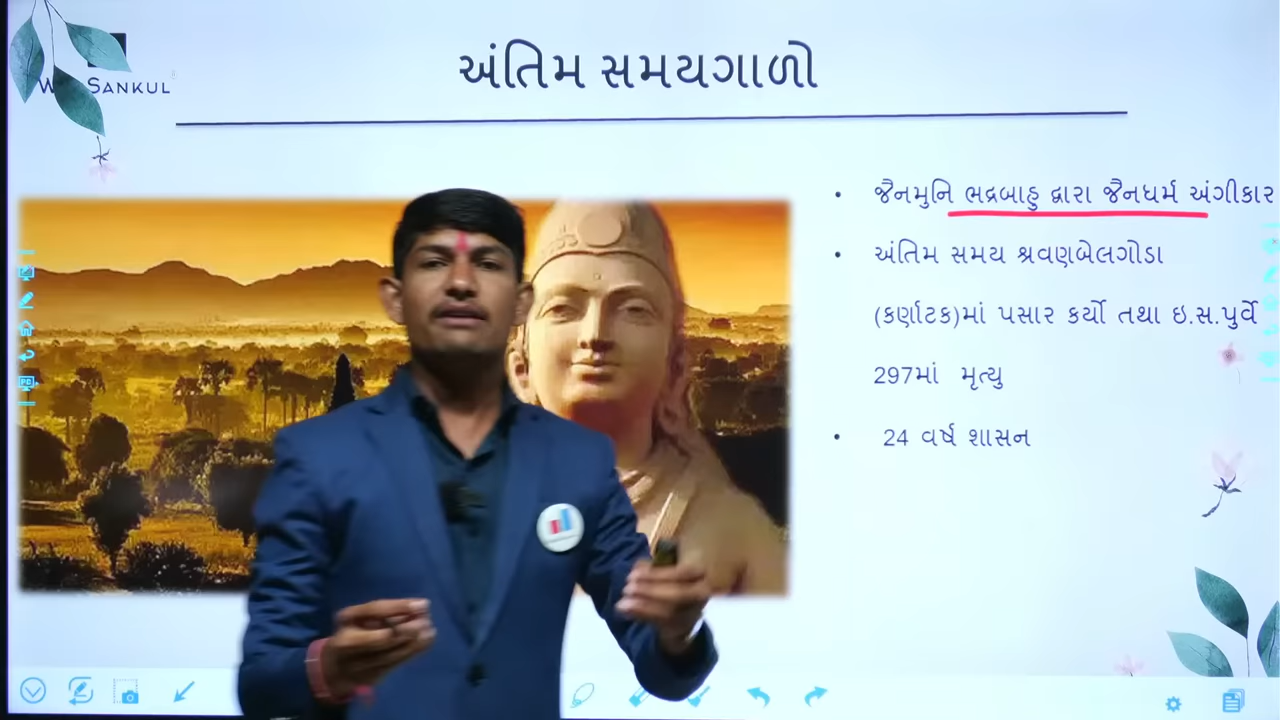 અંતિમ સમયગાળો
SANKUL
• જૈનમુનિ ભદ્રબાહુ દ્વારા જૈનધર્મ અંગીકાર
• અંતિમ સમય શ્રવણબેલગોડા
(કર્ણાટક)માં પસાર કર્યો તથા ઇ.સ.પુર્વે
297માં મૃત્યુ
• 24 વર્ષ શાસન